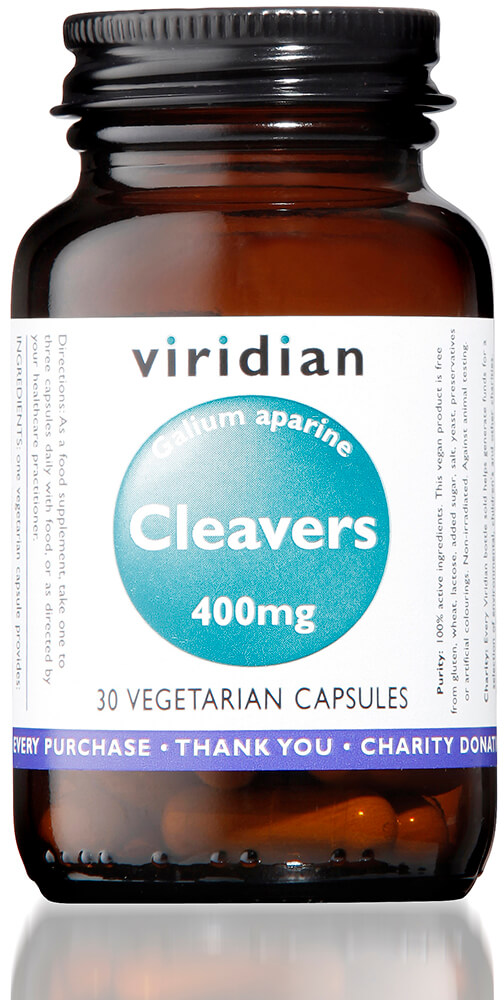 viridian
Galium aparine
Cleavers
400mg
30 VEGETARIAN CAPSULES
EVERY PURCHASE • THANK YOU • CHARITY DONATI
Directions: As a food supplement, take one to
three capsules daily with food, or as directed by
your healthcare practitioner.
INGREDIENTS: one vegetarian capsule provides:
Purity: 100% active ingredients. This vegan product is free
from gluten, wheat, lactose, added sugar, salt, yeast, preservatives
or artificial colourings. Non-irradiated. Against animal testing.
Charity: Every Viridian bottle sold helps generate funds for a
selection of environmental, children's and other charities.